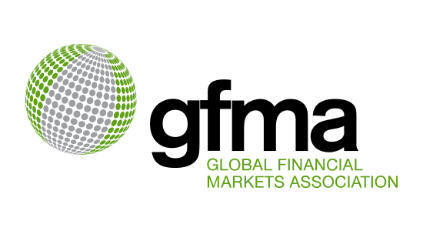 gfma
GLOBAL FINANCIAL
MARKETS ASSOCIATION